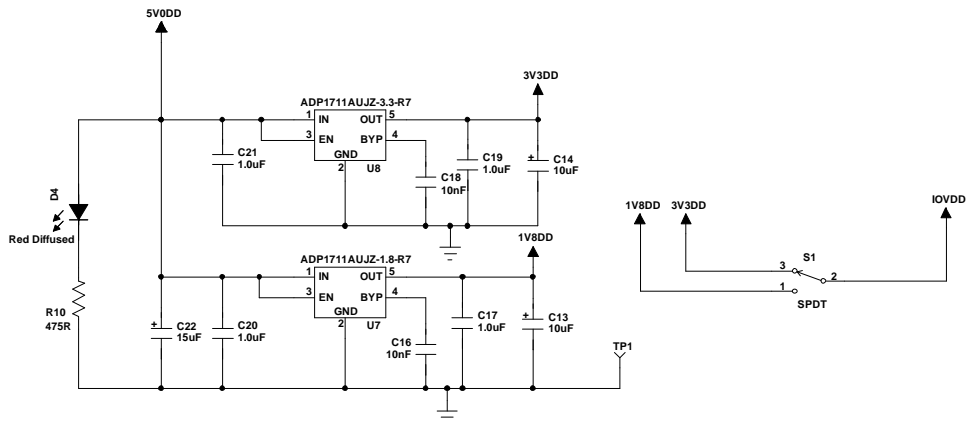 5V0DD
ADP1711AUJZ-3.3-R7
3V3DD
1 IN OUT 5
3 EN BYP 4
GND
2
U8
C21
1.0uF
C18
10nF
C19
1.0uF
+ C14
10uF
D4
Red Diffused
R10
475R
ADP1711AUJZ-1.8-R7
1V8DD
1 IN OUT 5
3 EN BYP 4
GND
2
U7
+ C22
15uF
C20
1.0uF
C16
10nF
C17
1.0uF
+ C13
10uF
TP1
1V8DD
3V3DD
IOVDD
S1
3
2
1
SPDT